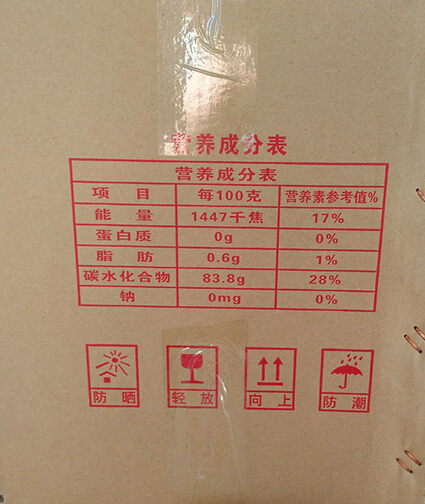 营养成分表
营养成分表
项 目 每100克 营养素参考值%
能 量 1447千焦 17%
蛋白质 0g 0%
脂 肪 0.6g 1%
碳水化合物 83.8g 28%
钠 0mg 0%
防 晒 轻 放 向 上 防 潮